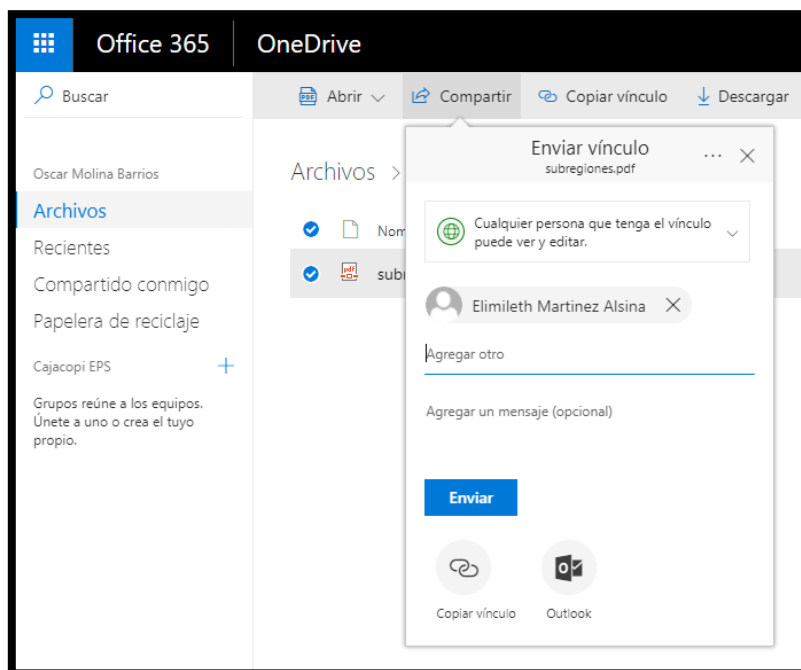 Office 365
OneDrive
Buscar
Abrir
Compartir
Copiar vínculo
Descargar
Oscar Molina Barrios
Archivos
Recientes
Compartido conmigo
Papelera de reciclaje
Cajacopi EPS
Grupos reúne a los equipos.
Únete a uno o crea el tuyo
propio.
Archivos >
Nom
subr
Enviar vínculo
subregiones.pdf
Cualquier persona que tenga el vínculo
puede ver y editar.
Elimileth Martinez Alsina
Agregar otro
Agregar un mensaje (opcional)
Enviar
Copiar vínculo
Outlook